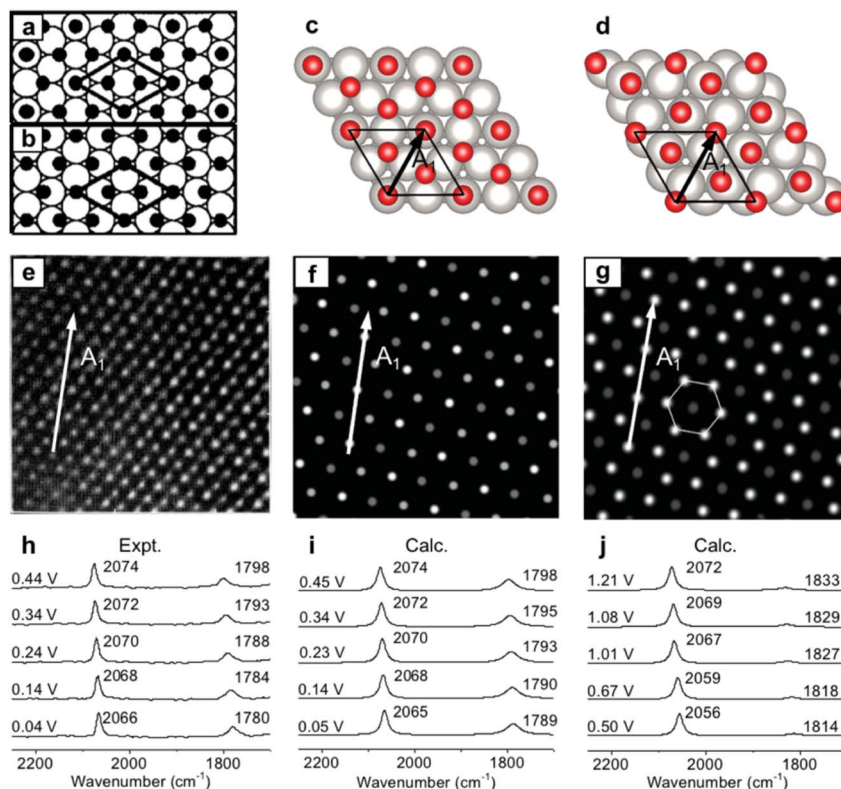 a
b
c
A1
d
A1
e
A1
f
A1
g
A1
h Expt.
0.44 V 2074 1798
0.34 V 2072 1793
0.24 V 2070 1788
0.14 V 2068 1784
0.04 V 2066 1780
2200 2000 1800
Wavenumber (cm⁻¹)
i Calc.
0.45 V 2074 1798
0.34 V 2072 1795
0.23 V 2070 1793
0.14 V 2068 1790
0.05 V 2065 1789
2200 2000 1800
Wavenumber (cm⁻¹)
j Calc.
1.21 V 2072 1833
1.08 V 2069 1829
1.01 V 2067 1827
0.67 V 2059 1818
0.50 V 2056 1814
2200 2000 1800
Wavenumber (cm⁻¹)